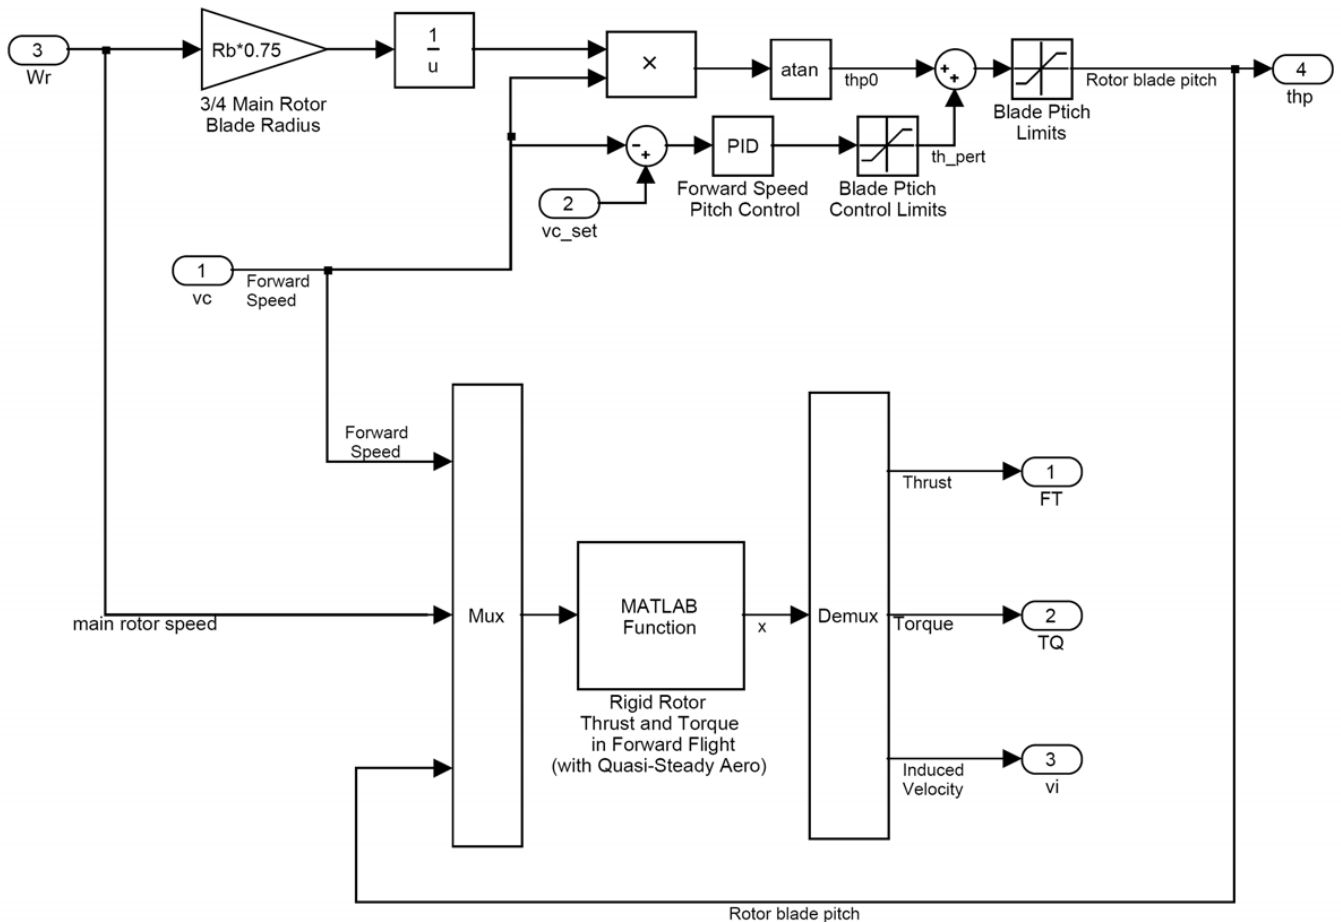 3
Wr
Rb*0.75
3/4 Main Rotor
Blade Radius
1
u
×
atan
thp0
+
+
Blade Ptich
Limits
Rotor blade pitch
4
thp
-
+
PID
Forward Speed
Pitch Control
Blade Ptich
Control Limits
th_pert
2
vc_set
1
vc
Forward
Speed
Forward
Speed
main rotor speed
Mux
MATLAB
Function
Rigid Rotor
Thrust and Torque
in Forward Flight
(with Quasi-Steady Aero)
x
Demux
Thrust
1
FT
Torque
2
TQ
Induced
Velocity
3
vi
Rotor blade pitch